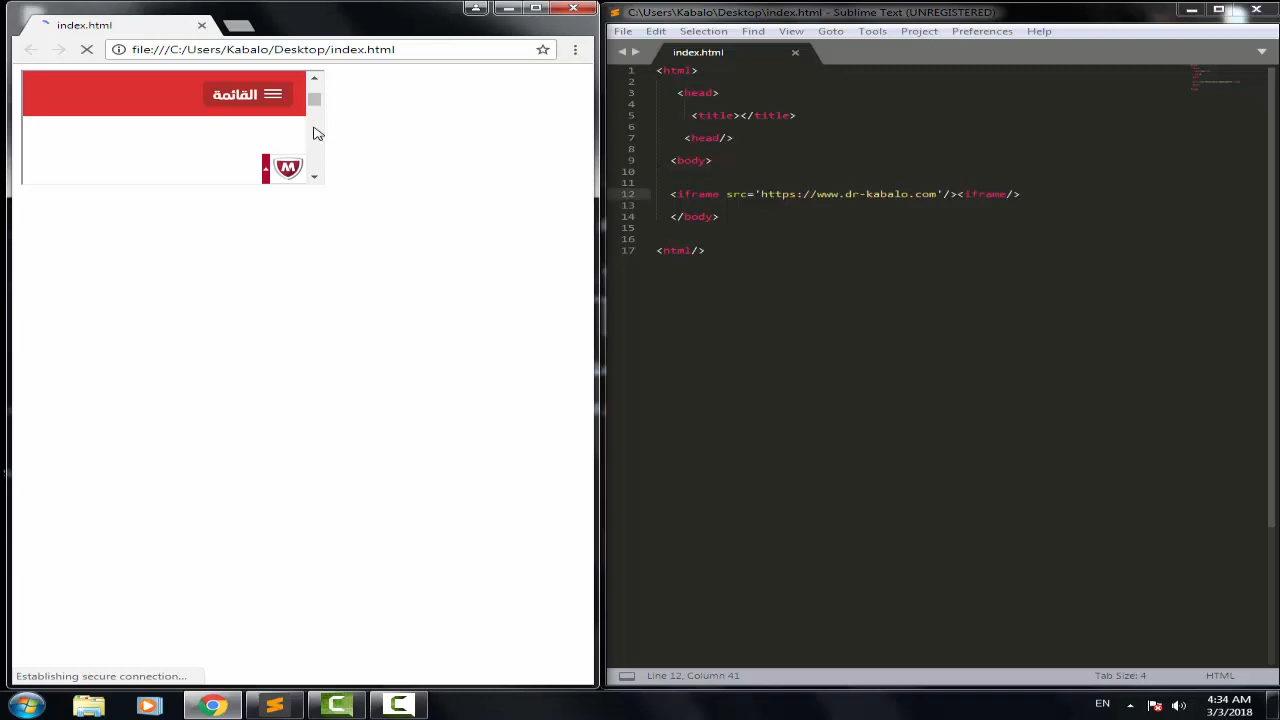 index.html
file:///C:/Users/Kabalo/Desktop/index.html
القائمة
M
Establishing secure connection...
C:\Users\Kabalo\Desktop\index.html - Sublime Text (UNREGISTERED)
File Edit Selection Find View Goto Tools Project Preferences Help
index.html
1 <html>
2
3 <head>
4
5 <title></title>
6
7 <head/>
8
9 <body>
10
11
12 <iframe src='https://www.dr-kabalo.com'/><iframe/>
13
14 </body>
15
16
17 <ntml/>
Line 12, Column 41
Tab Size: 4
HTML
EN
4:34 AM
3/3/2018